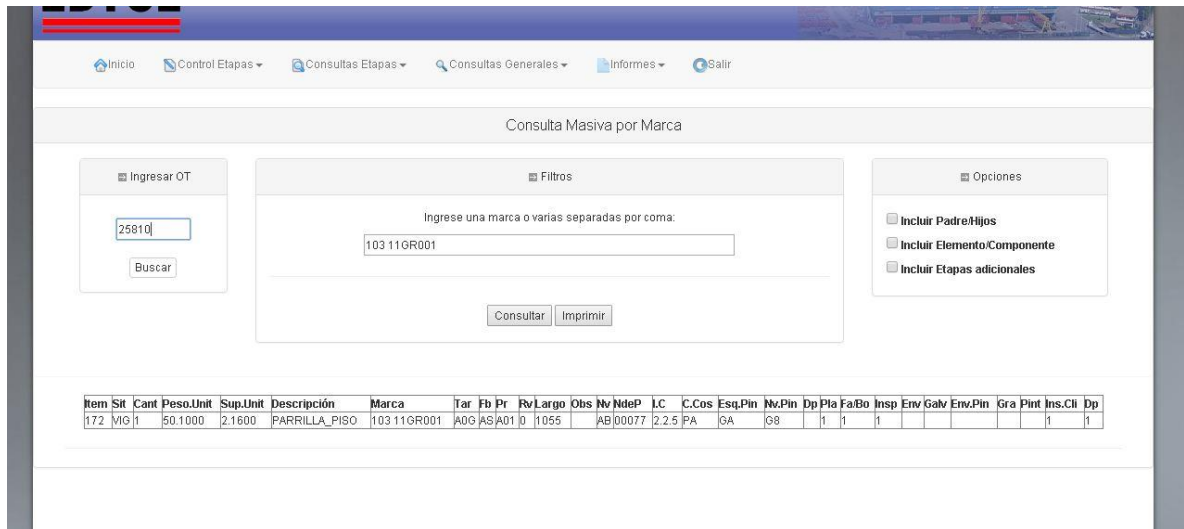 Inicio Control Etapas Consultas Etapas Consultas Generales Informes Salir
Consulta Masiva por Marca
Ingresar OT
25810
Buscar
Filtros
Ingrese una marca o varias separadas por coma:
103 11GR001
Consultar Imprimir
Opciones
Incluir Padre/Hijos
Incluir Elemento/Componente
Incluir Etapas adicionales
Item Sit Cant Peso.Unit Sup.Unit Descripción Marca Tar Fb Pr Rv Largo Obs Nv NdeP I.C C.Cos Esq.Pin Nv.Pin Dp Pla Fa/Bo Insp Env Galv Env.Pin Gra Pint Ins.Cli Dp
172 VIG 1 50.1000 2.1600 PARRILLA_PISO 103 11GR001 A0G AS A01 0 1055 AB 00077 2.2.5 PA GA G8 1 1 1 1 1